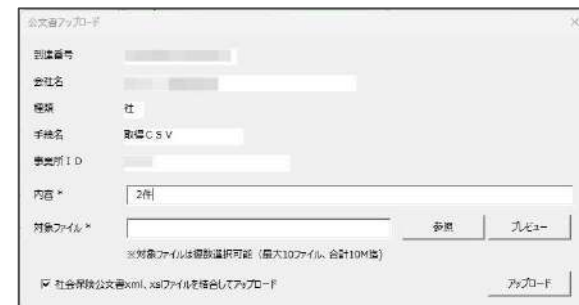 公文書アップロード
到達番号
会社名
種類 社
手続名 取得CSV
事業所ID
内容 * 2件
対象ファイル * 参照 プレビュー
※対象ファイルは複数選択可能（最大10ファイル、合計10M迄）
社会保険公文書xml、xslファイルを結合してアップロード アップロード